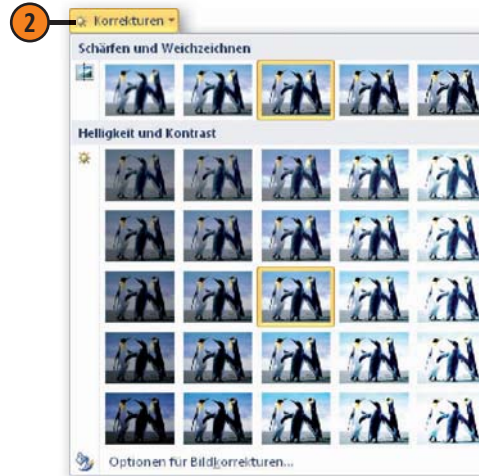 2
Korrekturen
Schärfen und Weichzeichnen
Helligkeit und Kontrast
Optionen für Bildkorrekturen...